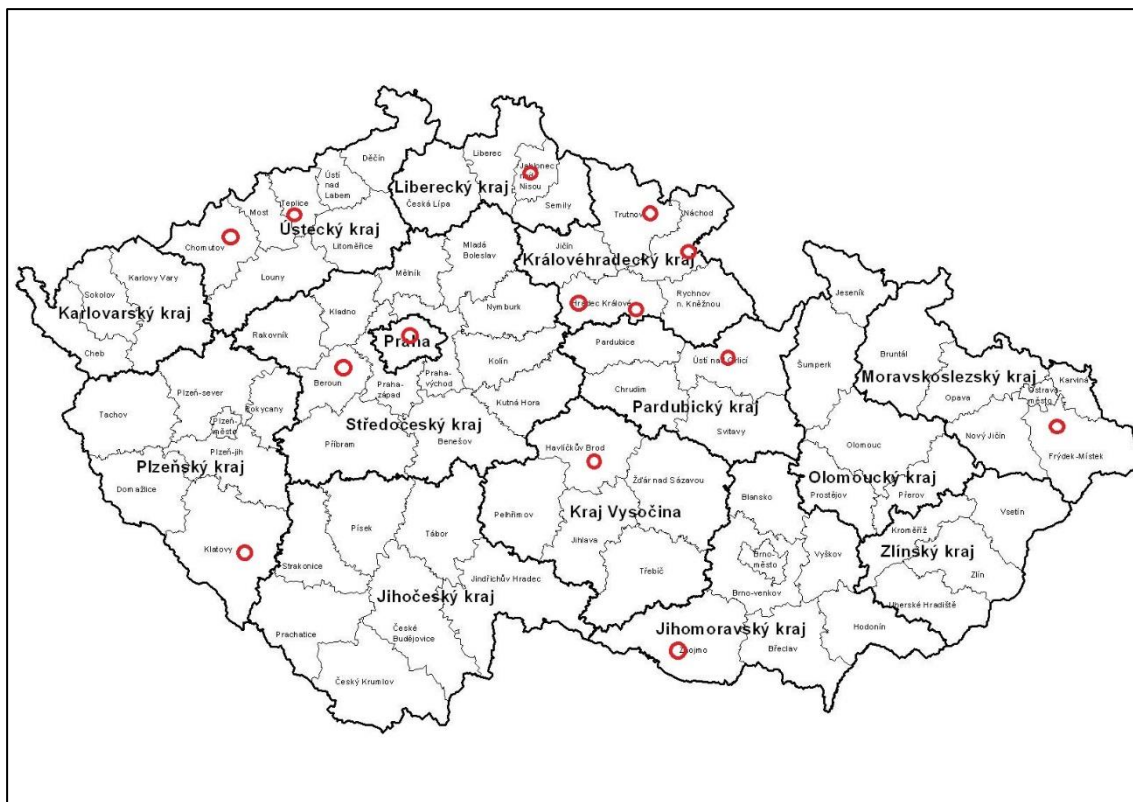 Děčín
Liberec
Ústí
nad
Labem
Jablonec
nad
Nisou
Teplice
Liberecký kraj
Česká Lípa
Semily
Most
Trutnov
Náchod
Ústecký kraj
Chomutov
Litoměřice
Mladá
Boleslav
Jičín
Královéhradecký kraj
Mělník
Karlovy Vary
Louny
Sokolov
Karlovarský kraj
Kladno
Nymburk
Hradec Králové
Rychnov
n. Kněžnou
Jeseník
Rakovník
Praha
Cheb
Pardubice
Ústí nad Orlicí
Bruntál
Šumperk
Kolín
Praha-
východ
Beroun
Praha-
západ
Moravskoslezský kraj
Karviná
Ostrava-
město
Opava
Plzeň-sever
Chrudim
Kutná Hora
Pardubický kraj
Tachov
Rokycany
Plzeň-
město
Středočeský kraj
Příbram
Benešov
Svitavy
Nový Jičín
Olomouc
Plzeň-jih
Havlíčkův Brod
Frýdek-Místek
Plzeňský kraj
Žďár nad Sázavou
Olomoucký kraj
Domažlice
Prostějov
Přerov
Blansko
Pelhřimov
Kraj Vysočina
Vsetín
Písek
Tábor
Kroměříž
Jihlava
Klatovy
Zlínský kraj
Brno-
město
Vyškov
Strakonice
Třebíč
Zlín
Jindřichův Hradec
Brno-venkov
Jihočeský kraj
Uherské Hradiště
Prachatice
České
Budějovice
Jihomoravský kraj
Hodonín
Břeclav
Znojmo
Český Krumlov